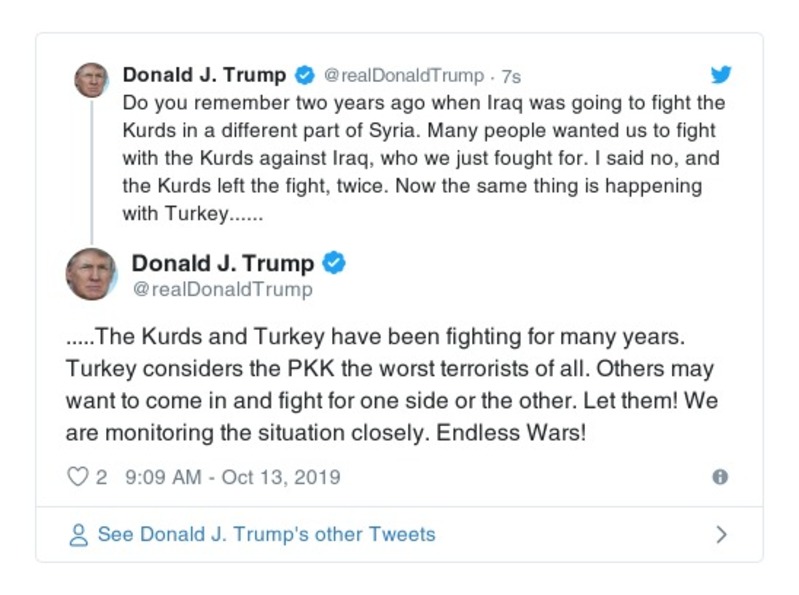 Donald J. Trump @realDonaldTrump · 7s
Do you remember two years ago when Iraq was going to fight the
Kurds in a different part of Syria. Many people wanted us to fight
with the Kurds against Iraq, who we just fought for. I said no, and
the Kurds left the fight, twice. Now the same thing is happening
with Turkey......
Donald J. Trump
@realDonaldTrump
.....The Kurds and Turkey have been fighting for many years.
Turkey considers the PKK the worst terrorists of all. Others may
want to come in and fight for one side or the other. Let them! We
are monitoring the situation closely. Endless Wars!
2 9:09 AM - Oct 13, 2019
See Donald J. Trump's other Tweets